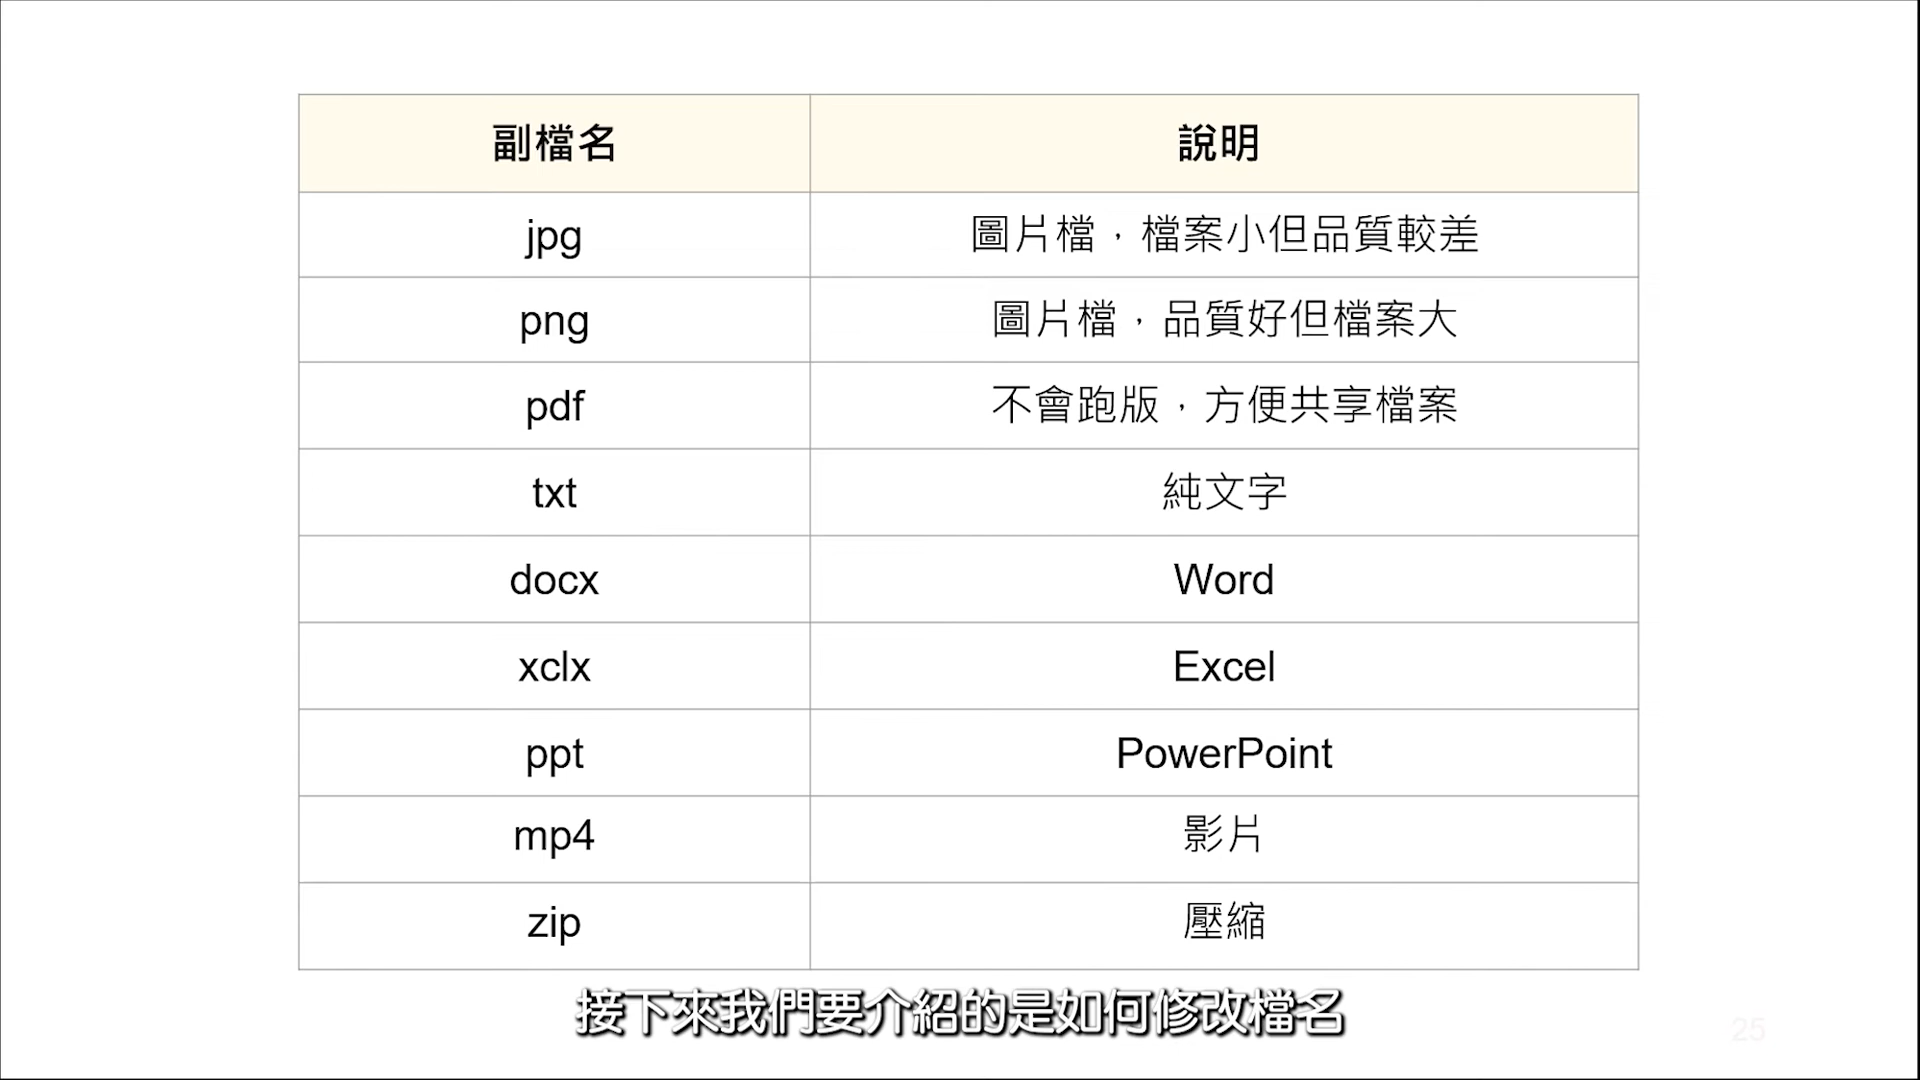 副檔名 說明
jpg 圖片檔，檔案小但品質較差
png 圖片檔，品質好但檔案大
pdf 不會跑版，方便共享檔案
txt 純文字
docx Word
xclx Excel
ppt PowerPoint
mp4 影片
zip 壓縮
接下來我們要介紹的是如何修改檔名
25